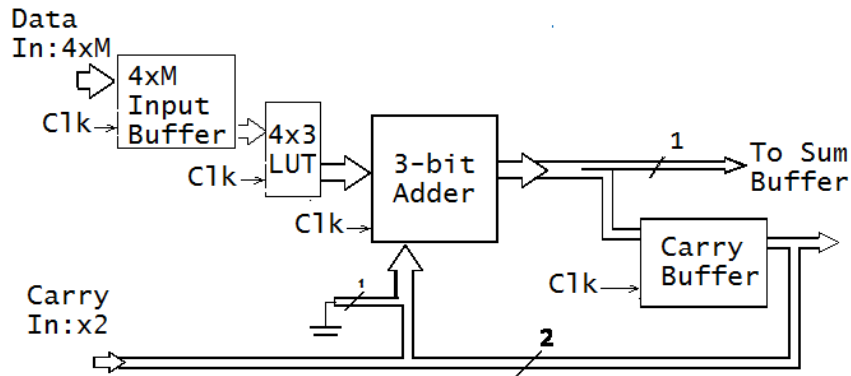 Data
In:4xM
4xM
Input
Buffer
Clk
4x3
LUT
Clk
3-bit
Adder
Clk
1
To Sum
Buffer
Carry
Buffer
Clk
1
Carry
In:x2
2